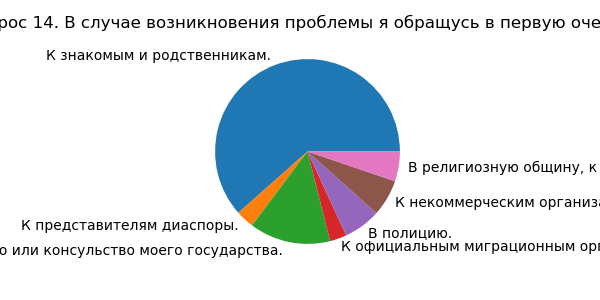 рос 14. В случае возникновения проблемы я обращусь в первую оче
К знакомым и родственникам.
В религиозную общину, к
К некоммерческим организа
К представителям диаспоры.
В полицию.
К официальным миграционным орг
о или консульство моего государства.